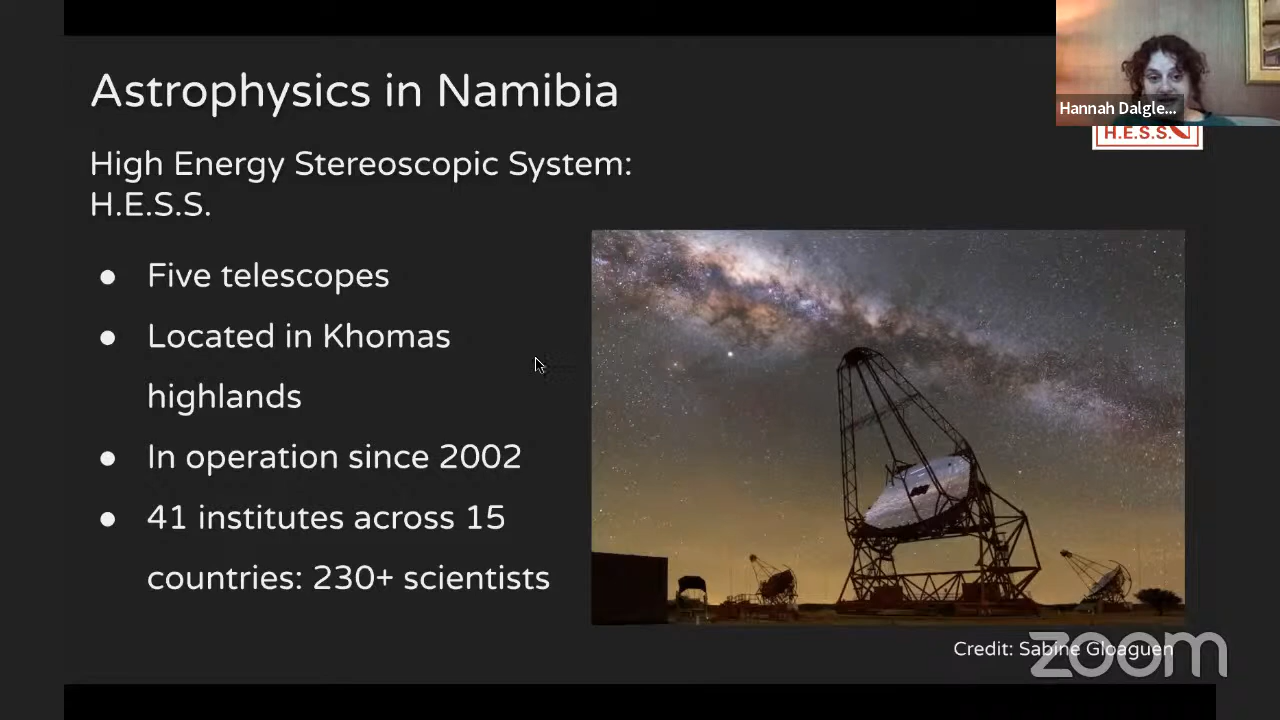 Astrophysics in Namibia
Hannah Dalgle...
H.E.S.S.
High Energy Stereoscopic System:
H.E.S.S.
● Five telescopes
● Located in Khomas
highlands
● In operation since 2002
● 41 institutes across 15
countries: 230+ scientists
Credit: Sabine Gloaguen
zoom